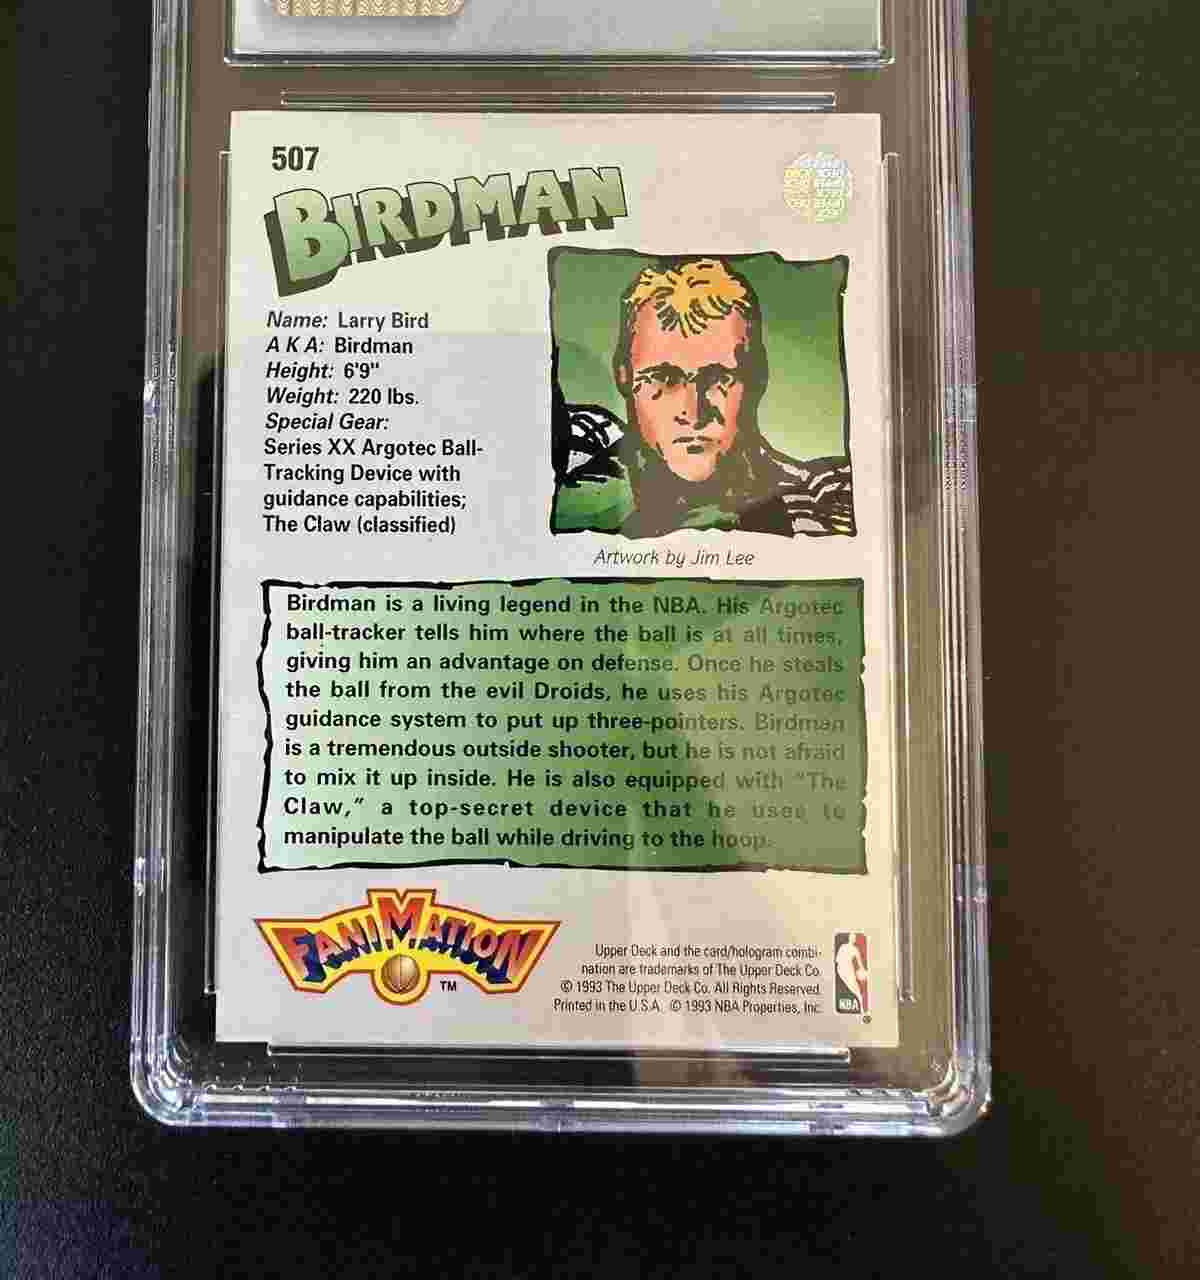 507
BIRDMAN
Name: Larry Bird
A K A: Birdman
Height: 6'9"
Weight: 220 lbs.
Special Gear:
Series XX Argotec Ball-
Tracking Device with
guidance capabilities;
The Claw (classified)
Artwork by Jim Lee
Birdman is a living legend in the NBA. His Argotec
ball-tracker tells him where the ball is at all times,
giving him an advantage on defense. Once he steals
the ball from the evil Droids, he uses his Argotec
guidance system to put up three-pointers. Birdman
is a tremendous outside shooter, but he is not afraid
to mix it up inside. He is also equipped with "The
Claw," a top-secret device that he uses to
manipulate the ball while driving to the hoop.
FANIMATION
TM
Upper Deck and the card/hologram combi-
nation are trademarks of The Upper Deck Co.
© 1993 The Upper Deck Co. All Rights Reserved.
Printed in the U.S.A. © 1993 NBA Properties, Inc.
NBA
®